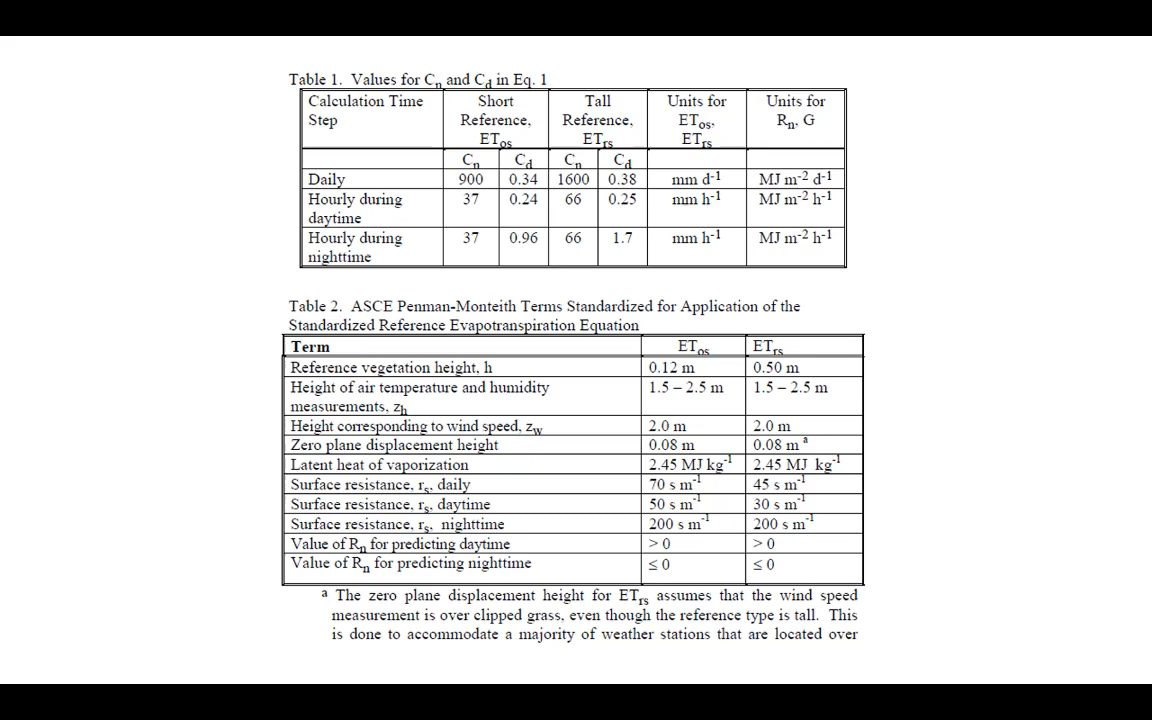 Table 1. Values for Cn and Cd in Eq. 1
Calculation Time Step Short Reference, ETos Tall Reference, ETrs Units for ETos, ETrs Units for Rn, G
Cn Cd Cn Cd
Daily 900 0.34 1600 0.38 mm d-1 MJ m-2 d-1
Hourly during daytime 37 0.24 66 0.25 mm h-1 MJ m-2 h-1
Hourly during nighttime 37 0.96 66 1.7 mm h-1 MJ m-2 h-1
Table 2. ASCE Penman-Monteith Terms Standardized for Application of the
Standardized Reference Evapotranspiration Equation
Term ETos ETrs
Reference vegetation height, h 0.12 m 0.50 m
Height of air temperature and humidity measurements, zh 1.5 – 2.5 m 1.5 – 2.5 m
Height corresponding to wind speed, zw 2.0 m 2.0 m
Zero plane displacement height 0.08 m 0.08 m a
Latent heat of vaporization 2.45 MJ kg-1 2.45 MJ kg-1
Surface resistance, rs, daily 70 s m-1 45 s m-1
Surface resistance, rs, daytime 50 s m-1 30 s m-1
Surface resistance, rs, nighttime 200 s m-1 200 s m-1
Value of Rn for predicting daytime > 0 > 0
Value of Rn for predicting nighttime ≤ 0 ≤ 0
a The zero plane displacement height for ETrs assumes that the wind speed
measurement is over clipped grass, even though the reference type is tall. This
is done to accommodate a majority of weather stations that are located over